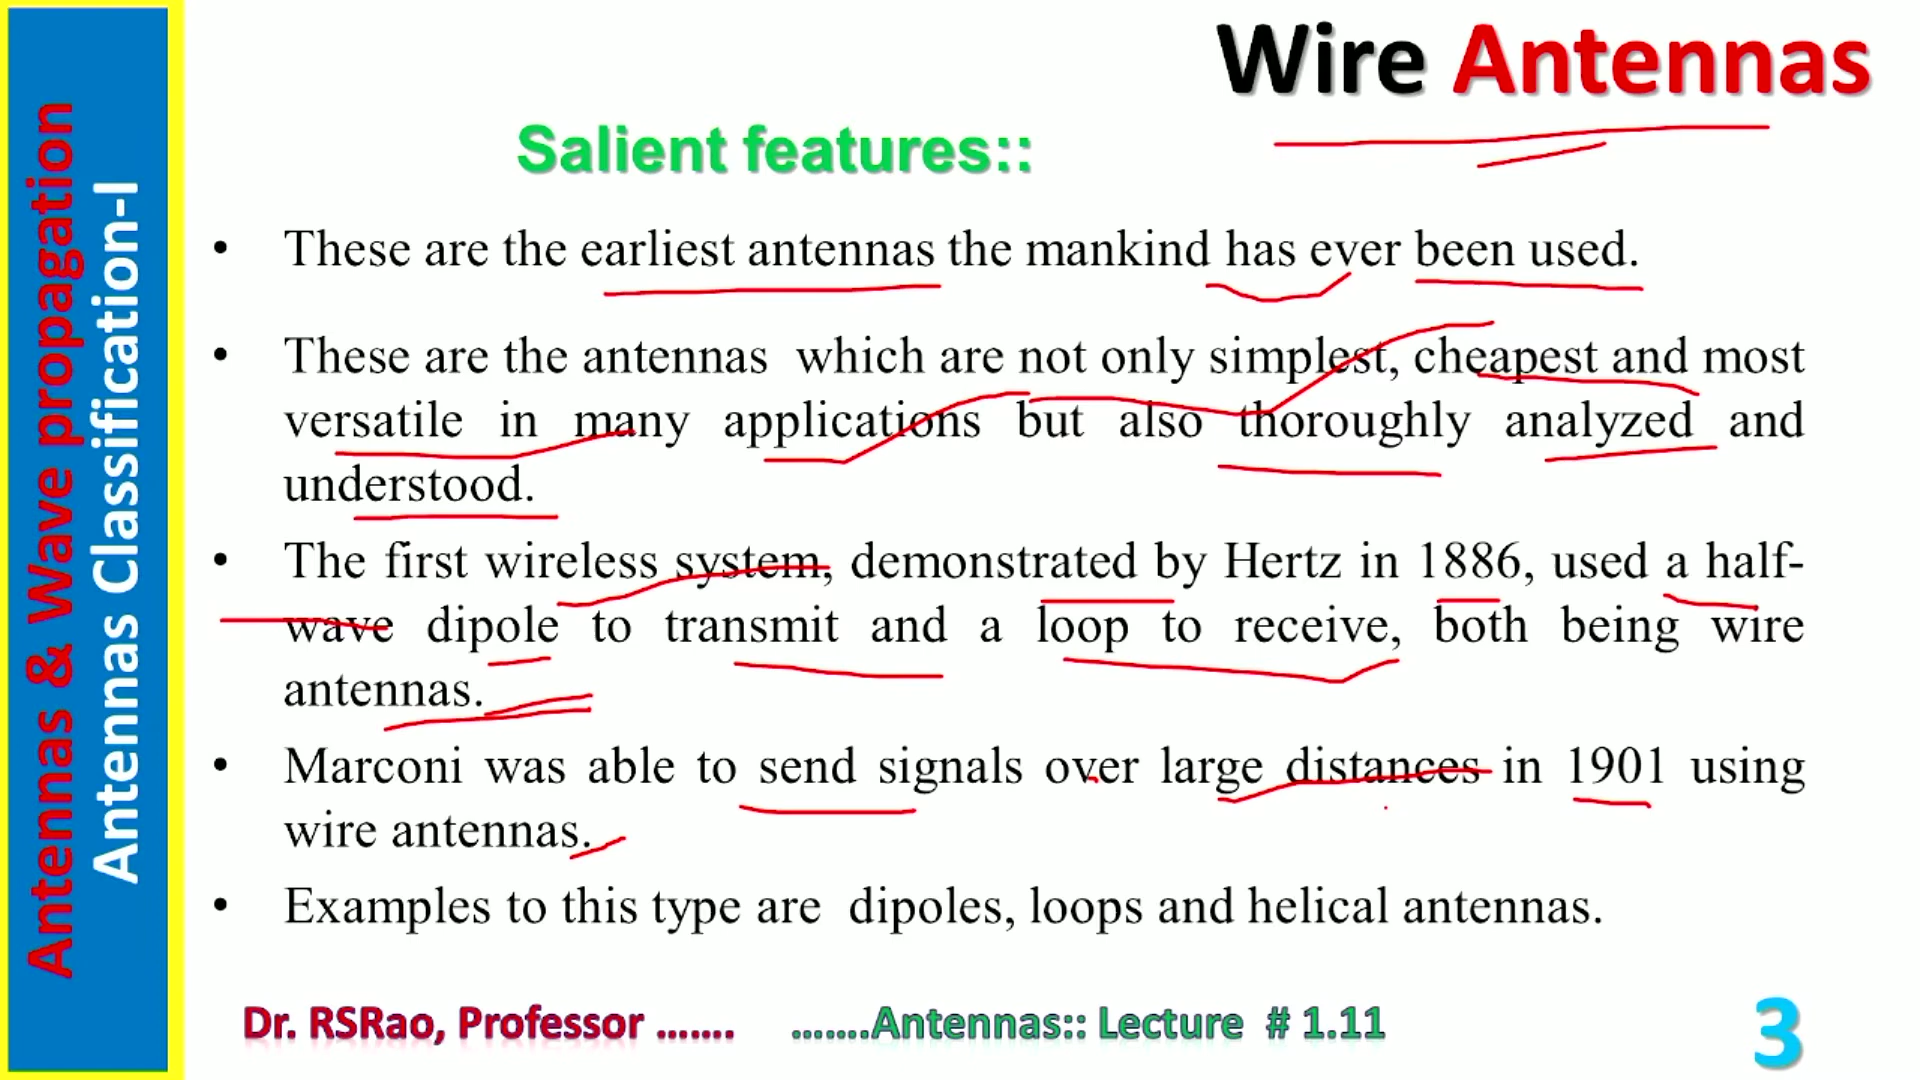 Antennas & Wave propagation
Antennas Classification-I
Wire Antennas
Salient features::
• These are the earliest antennas the mankind has ever been used.
• These are the antennas which are not only simplest, cheapest and most
versatile in many applications but also thoroughly analyzed and
understood.
• The first wireless system, demonstrated by Hertz in 1886, used a half-
wave dipole to transmit and a loop to receive, both being wire
antennas.
• Marconi was able to send signals over large distances in 1901 using
wire antennas.
• Examples to this type are dipoles, loops and helical antennas.
Dr. RSRao, Professor ....... .......Antennas:: Lecture # 1.11
3